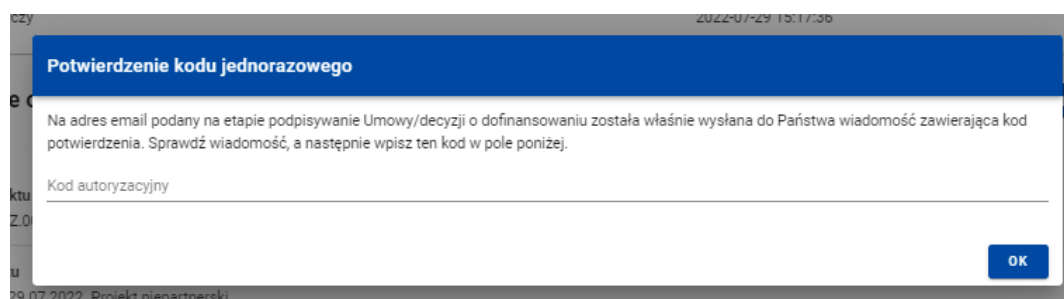 czy
2022-07-29 15:17:36
Potwierdzenie kodu jednorazowego
Na adres email podany na etapie podpisywanie Umowy/decyzji o dofinansowaniu została właśnie wysłana do Państwa wiadomość zawierająca kod
potwierdzenia. Sprawdź wiadomość, a następnie wpisz ten kod w pole poniżej.
Kod autoryzacyjny
ktu
OK
29.07.2022. Projekt niepartnerski